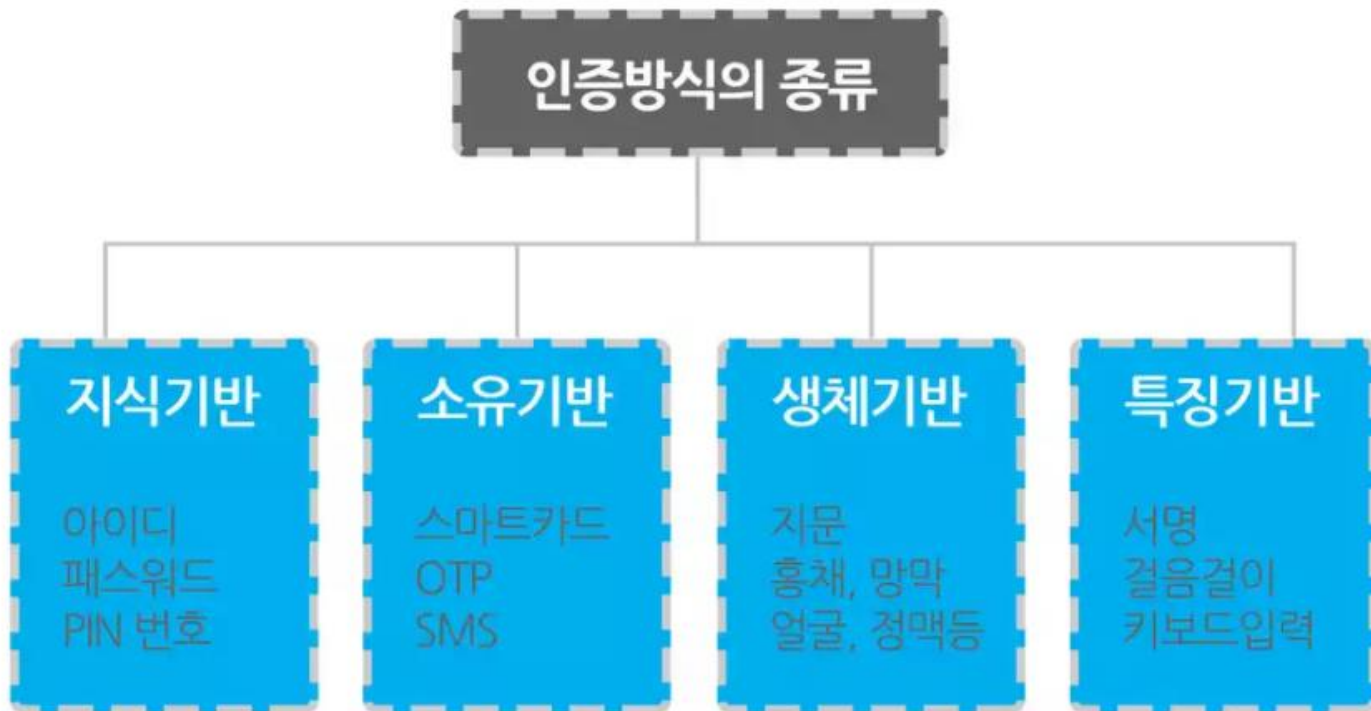 인증방식의 종류
지식기반
아이디
패스워드
PIN 번호
소유기반
스마트카드
OTP
SMS
생체기반
지문
홍채, 망막
얼굴, 정맥등
특징기반
서명
걸음걸이
키보드입력